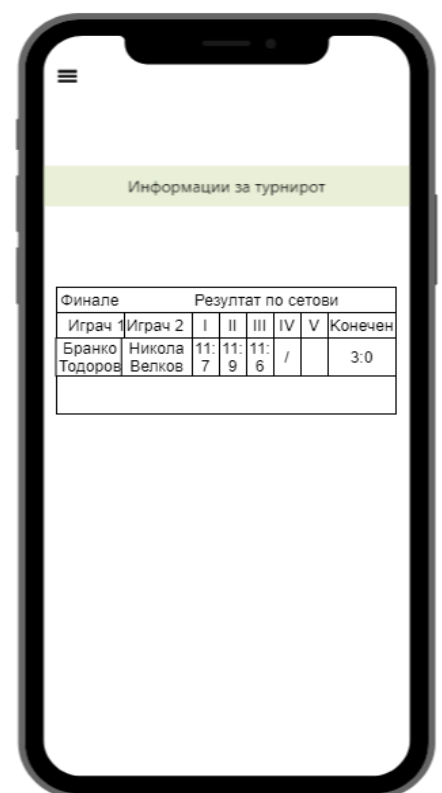 Информации за турнирот
Финале Резултат по сетови
Играч 1 Играч 2 I II III IV V Конечен
Бранко Никола 11: 11: 11: / 3:0
Тодоров Велков 7 9 6